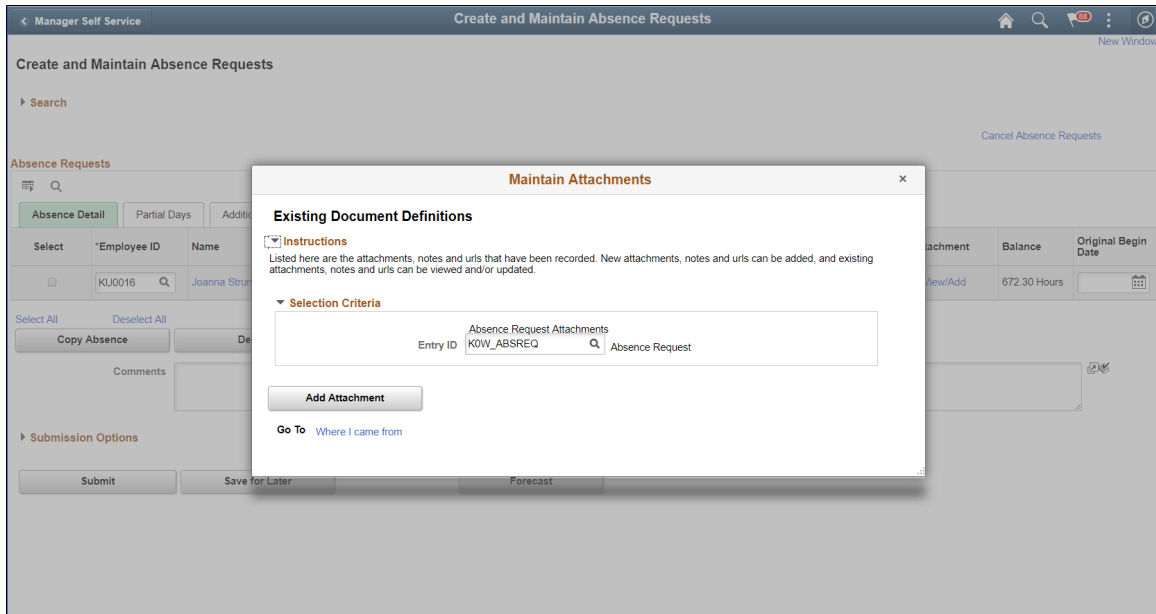 Manager Self Service
Create and Maintain Absence Requests
88
New Window
Create and Maintain Absence Requests
Search
Cancel Absence Requests
Absence Requests
Maintain Attachments
×
Existing Document Definitions
Absence Detail
Partial Days
Instructions
Listed here are the attachments, notes and urls that have been recorded. New attachments, notes and urls can be added, and existing
attachments, notes and urls can be viewed and/or updated.
Select
*Employee ID
Name
Balance
Original Begin
Date
KU0016
Joanna
View/Add
672.30 Hours
Selection Criteria
Absence Request Attachments
Entry ID
K0W_ABSREQ
Absence Request
Select All
Deselect All
Copy Absence
Comments
Add Attachment
Go To
Where I came from
Submission Options
Submit
Save for Later
Forecast